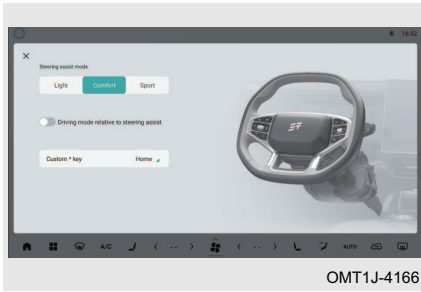 16:52
Steering assist mode
Light Comfort Sport
Driving mode relative to steering assist
Custom * key Home
A/C -- -- AUTO
OMT1J-4166